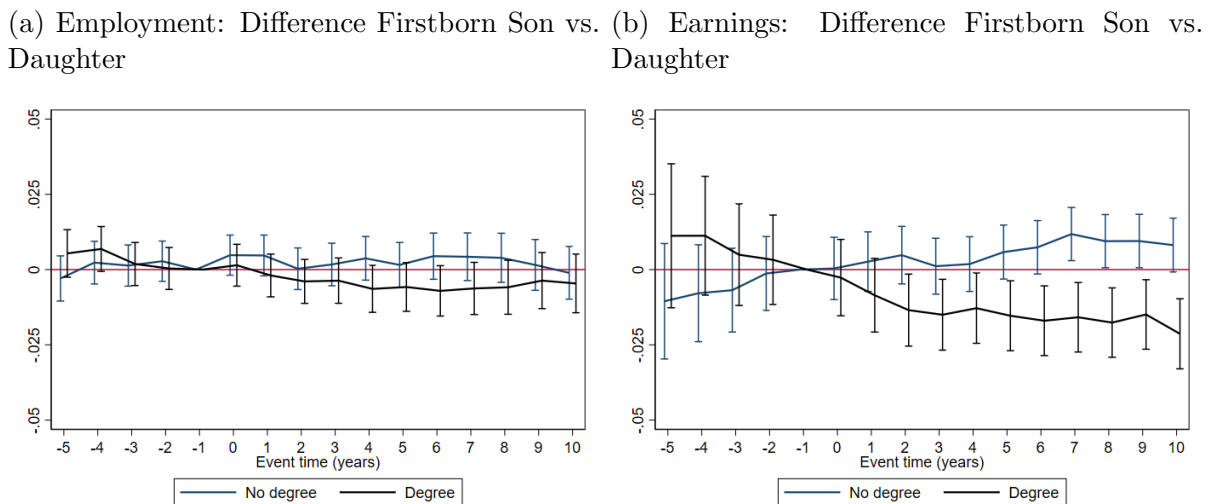 (a) Employment: Difference Firstborn Son vs.
Daughter
.05
.025
0
-.025
-.05
-5 -4 -3 -2 -1 0 1 2 3 4 5 6 7 8 9 10
Event time (years)
No degree Degree
(b) Earnings: Difference Firstborn Son vs.
Daughter
.05
.025
0
-.025
-.05
-5 -4 -3 -2 -1 0 1 2 3 4 5 6 7 8 9 10
Event time (years)
No degree Degree